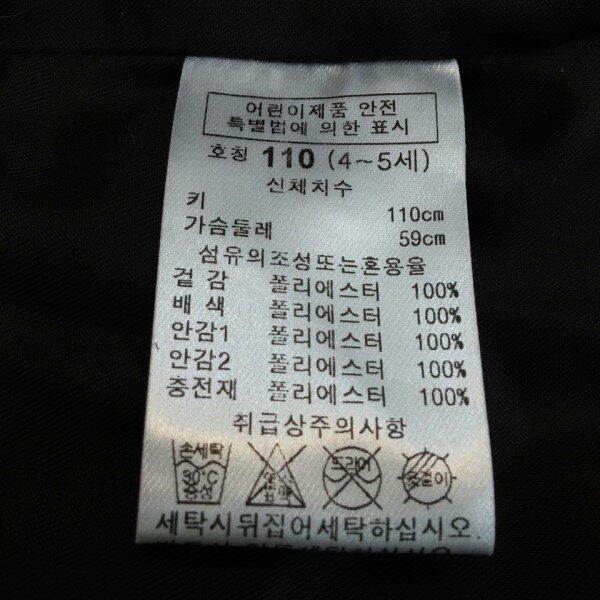 어린이제품 안전
특별법에 의한 표시
호칭 110 (4~5세)
신체치수
키 110cm
가슴둘레 59cm
섬유의조성또는혼용율
겉감 폴리에스터 100%
배색 폴리에스터 100%
안감1 폴리에스터 100%
안감2 폴리에스터 100%
충전재 폴리에스터 100%
취급상주의사항
손세탁 드라이 옷걸이
30°C
중성
세탁시뒤집어세탁하십시오.